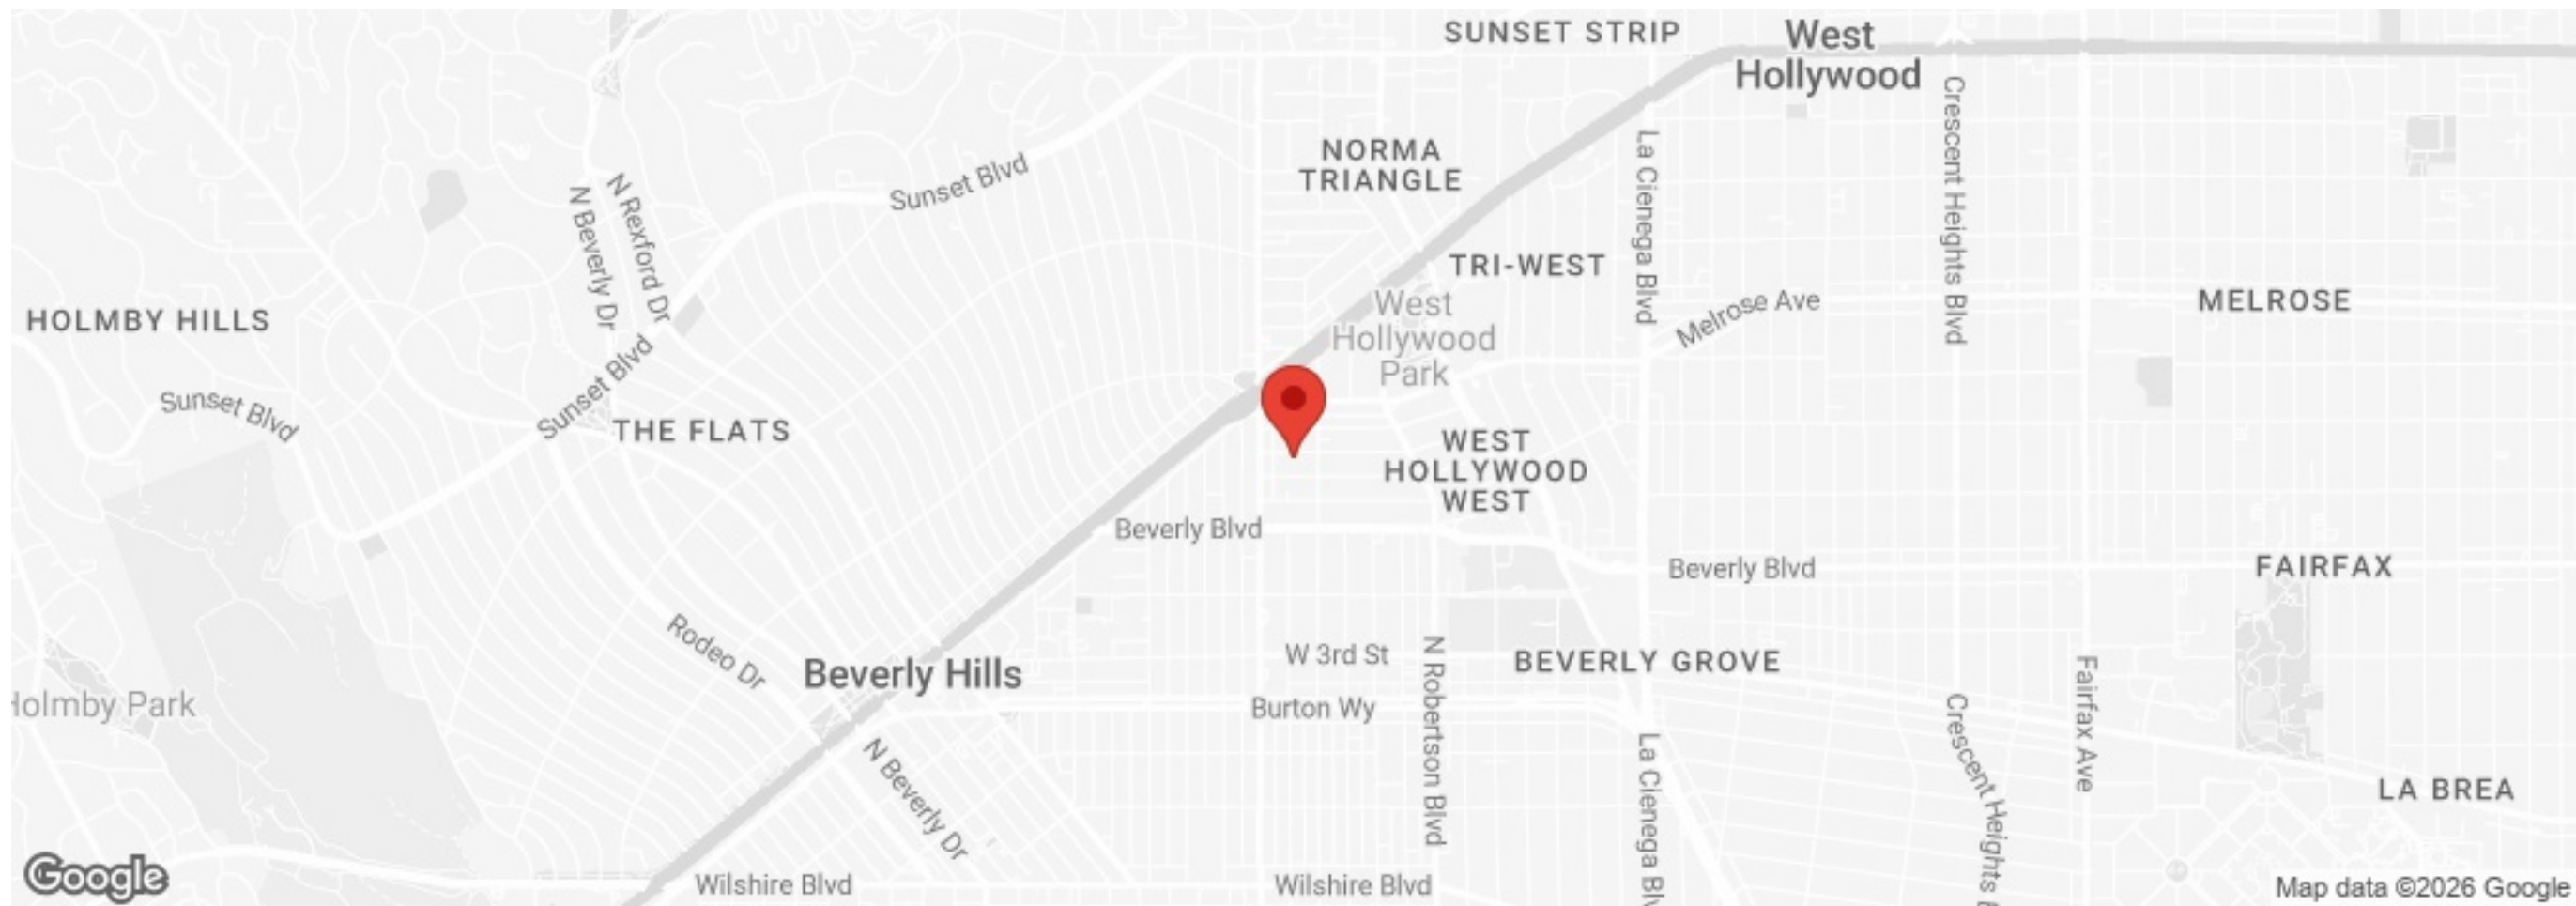 SUNSET STRIP
West
Hollywood
NORMA
TRIANGLE
Sunset Blvd
N Rexford Dr
N Beverly Dr
La Cienega Blvd
Crescent Heights Blvd
TRI-WEST
West
Hollywood
Park
Melrose Ave
MELROSE
HOLMBY HILLS
Sunset Blvd
Sunset Blvd
THE FLATS
WEST
HOLLYWOOD
WEST
Beverly Blvd
Beverly Blvd
FAIRFAX
Rodeo Dr
Beverly Hills
W 3rd St
N Robertson Blvd
BEVERLY GROVE
Fairfax Ave
Holmby Park
Burton Wy
Crescent Heights
N Beverly Dr
La Cienega Blv
LA BREA
Google
Wilshire Blvd
Wilshire Blvd
Map data ©2026 Google